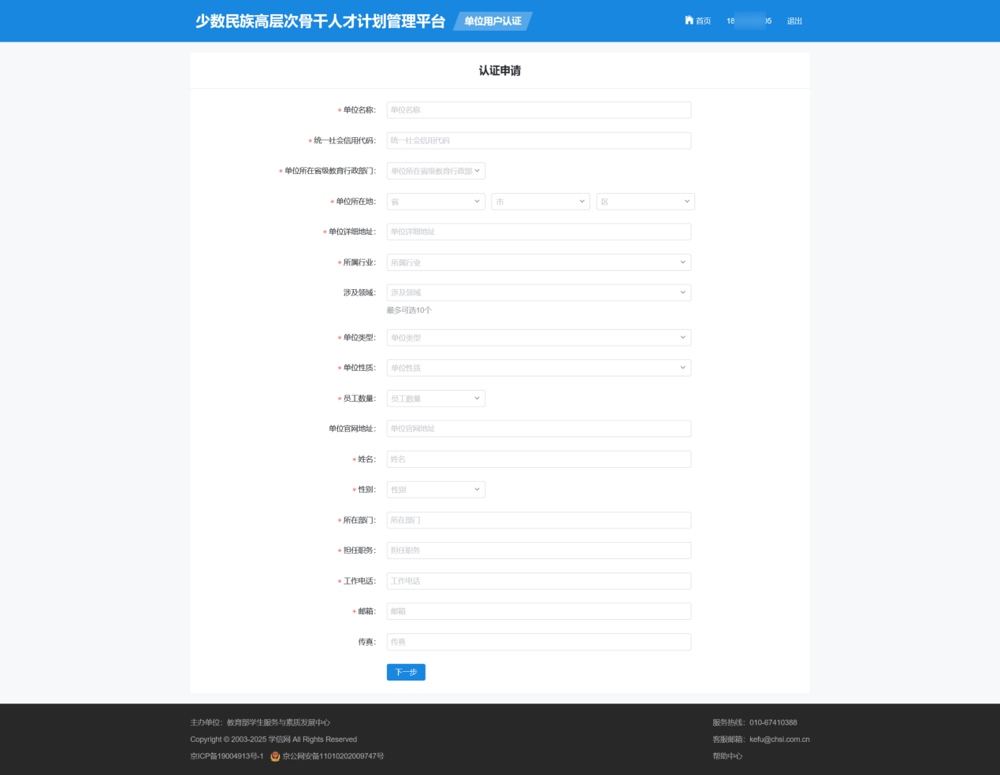 少数民族高层次骨干人才计划管理平台 单位用户认证 首页 18 05 退出
认证申请
* 单位名称： 单位名称
* 统一社会信用代码： 统一社会信用代码
* 单位所在省级教育行政部门： 单位所在省级教育行政部
* 单位所在地： 省 市 区
* 单位详细地址： 单位详细地址
* 所属行业： 所属行业
涉及领域： 涉及领域
最多可选10个
* 单位类型： 单位类型
* 单位性质： 单位性质
* 员工数量： 员工数量
单位官网地址： 单位官网地址
* 姓名： 姓名
* 性别： 性别
* 所在部门： 所在部门
* 担任职务： 担任职务
* 工作电话： 工作电话
* 邮箱： 邮箱
传真： 传真
下一步
主办单位：教育部学生服务与素质发展中心 服务热线：010-67410388
Copyright © 2003-2025 学信网 All Rights Reserved 客服邮箱：kefu@chsi.com.cn
京ICP备19004913号-1 京公网安备11010202009747号 帮助中心